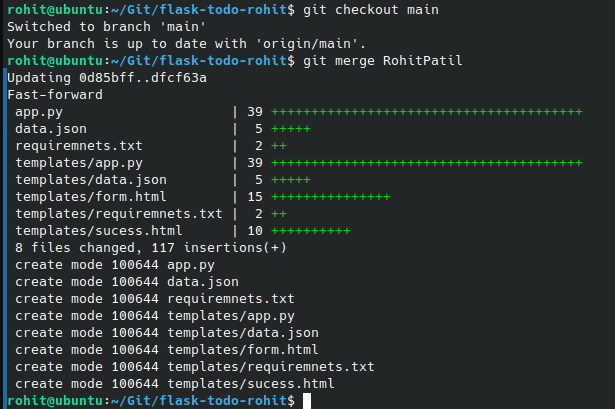 rohit@ubuntu:~/Git/flask-todo-rohit$ git checkout main
Switched to branch 'main'
Your branch is up to date with 'origin/main'.
rohit@ubuntu:~/Git/flask-todo-rohit$ git merge RohitPatil
Updating 0d85bff..dfcf63a
Fast-forward
 app.py                     | 39 +++++++++++++++++++++++++++++++++++++++
 data.json                  |  5 +++++
 requiremnets.txt           |  2 ++
 templates/app.py           | 39 +++++++++++++++++++++++++++++++++++++++
 templates/data.json        |  5 +++++
 templates/form.html        | 15 +++++++++++++++
 templates/requiremnets.txt |  2 ++
 templates/sucess.html      | 10 ++++++++++
 8 files changed, 117 insertions(+)
 create mode 100644 app.py
 create mode 100644 data.json
 create mode 100644 requiremnets.txt
 create mode 100644 templates/app.py
 create mode 100644 templates/data.json
 create mode 100644 templates/form.html
 create mode 100644 templates/requiremnets.txt
 create mode 100644 templates/sucess.html
rohit@ubuntu:~/Git/flask-todo-rohit$